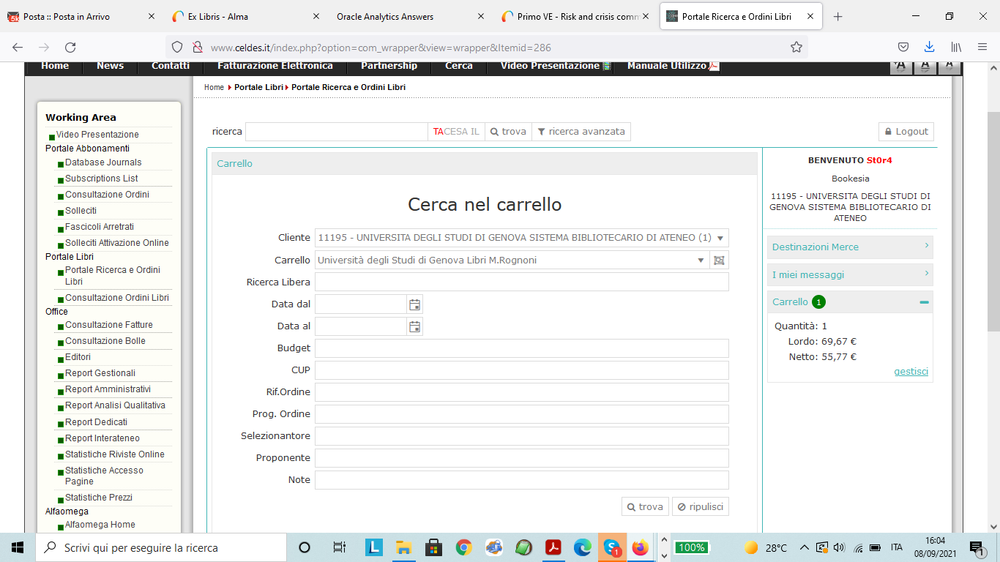 Posta :: Posta in Arrivo
Ex Libris - Alma
Oracle Analytics Answers
Primo VE - Risk and crisis comm
Portale Ricerca e Ordini Libri
www.celdes.it/index.php?option=com_wrapper&view=wrapper&Itemid=286
Home
News
Contatti
Fatturazione Elettronica
Partnership
Cerca
Video Presentazione
Manuale Utilizzo
Home Portale Libri Portale Ricerca e Ordini Libri
Working Area
Video Presentazione
Portale Abbonamenti
Database Journals
Subscriptions List
Consultazione Ordini
Solleciti
Fascicoli Arretrati
Solleciti Attivazione Online
Portale Libri
Portale Ricerca e Ordini
Libri
Consultazione Ordini Libri
Office
Consultazione Fatture
Consultazione Bolle
Editori
Report Gestionali
Report Amministrativi
Report Analisi Qualitativa
Report Dedicati
Report Interateneo
Statistiche Riviste Online
Statistiche Accesso
Pagine
Statistiche Prezzi
Alfaomega
Alfaomega Home
ricerca
TACESA IL
trova
ricerca avanzata
Logout
Carrello
Cerca nel carrello
Cliente 11195 - UNIVERSITA DEGLI STUDI DI GENOVA SISTEMA BIBLIOTECARIO DI ATENEO (1)
Carrello Università degli Studi di Genova Libri M.Rognoni
Ricerca Libera
Data dal
Data al
Budget
CUP
Rif.Ordine
Prog. Ordine
Selezionantore
Proponente
Note
trova
ripulisci
BENVENUTO St0r4
Bookesia
11195 - UNIVERSITA DEGLI STUDI DI
GENOVA SISTEMA BIBLIOTECARIO DI
ATENEO
Destinazioni Merce
I miei messaggi
Carrello 1
Quantità: 1
Lordo: 69,67 €
Netto: 55,77 €
gestisci
Scrivi qui per eseguire la ricerca
L
1
100%
28°C
ITA
16:04
08/09/2021
1